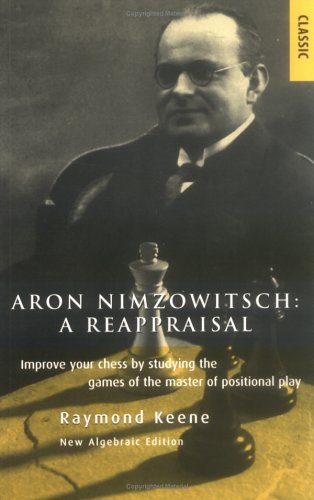 CLASSIC
ARON NIMZOWITSCH:
A REAPPRAISAL
Improve your chess by studying the
games of the master of positional play
Raymond Keene
New Algebraic Edition